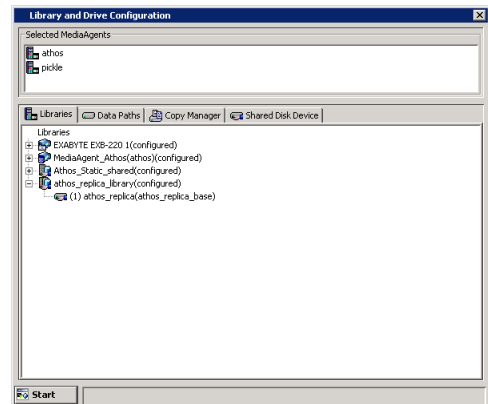 Library and Drive Configuration
Selected MediaAgents
athos
pickle
Libraries Data Paths Copy Manager Shared Disk Device
Libraries
EXABYTE EXB-220 1(configured)
MediaAgent_Athos(athos)(configured)
Athos_Static_shared(configured)
athos_replica_library(configured)
(1) athos_replica(athos_replica_base)
Start